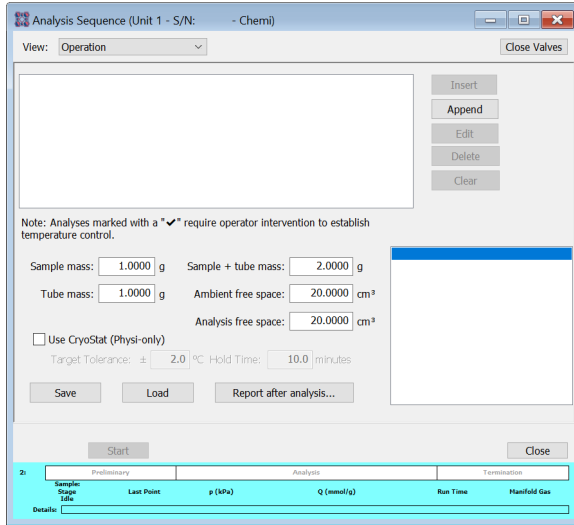 Analysis Sequence (Unit 1 - S/N: - Chemi)
View: Operation Close Valves
Insert
Append
Edit
Delete
Clear
Note: Analyses marked with a "✔" require operator intervention to establish
temperature control.
Sample mass: 1.0000 g Sample + tube mass: 2.0000 g
Tube mass: 1.0000 g Ambient free space: 20.0000 cm³
Analysis free space: 20.0000 cm³
Use CryoStat (Physi-only)
Target Tolerance: ± 2.0 °C Hold Time: 10.0 minutes
Save Load Report after analysis...
Start Close
2: Preliminary Analysis Termination
Sample:
Stage Last Point p (kPa) Q (mmol/g) Run Time Manifold Gas
Idle
Details: